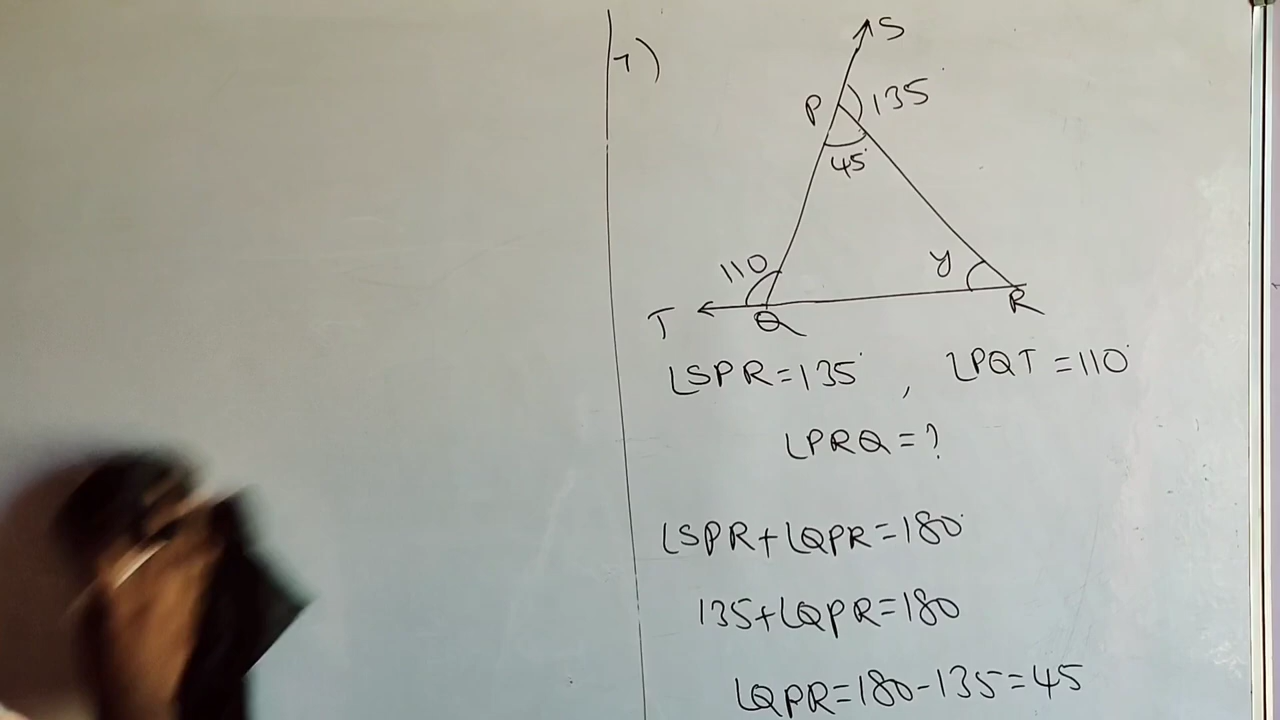 7)
S
P 135°
45°
110 y
T Q R
∠SPR=135° , ∠PQT=110°
∠PRQ=?
∠SPR+∠QPR=180°
135+∠QPR=180
∠QPR=180-135=45